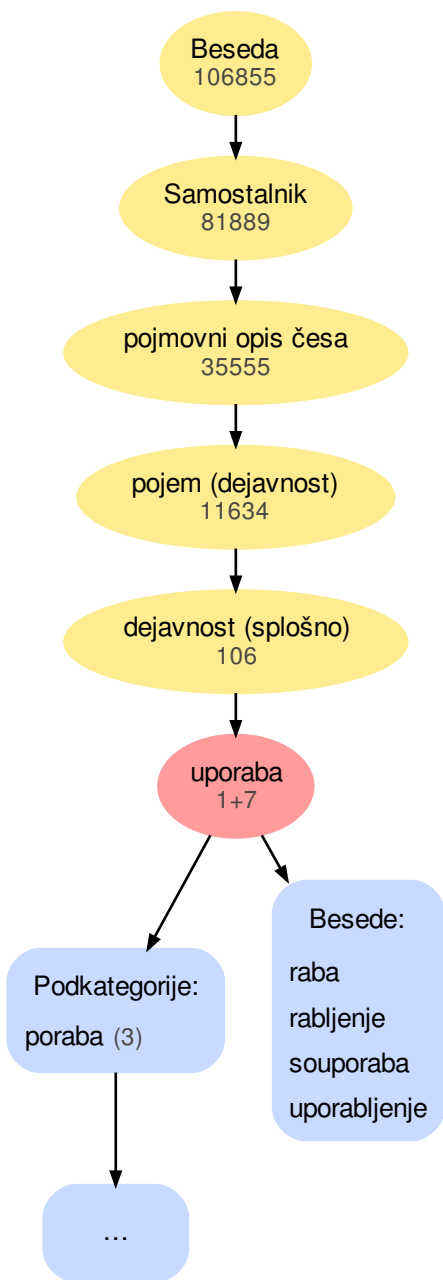 Beseda
106855
Samostalnik
81889
pojmovni opis česa
35555
pojem (dejavnost)
11634
dejavnost (splošno)
106
uporaba
1+7
Podkategorije:
poraba (3)
...
Besede:
raba
rabljenje
souporaba
uporabljenje